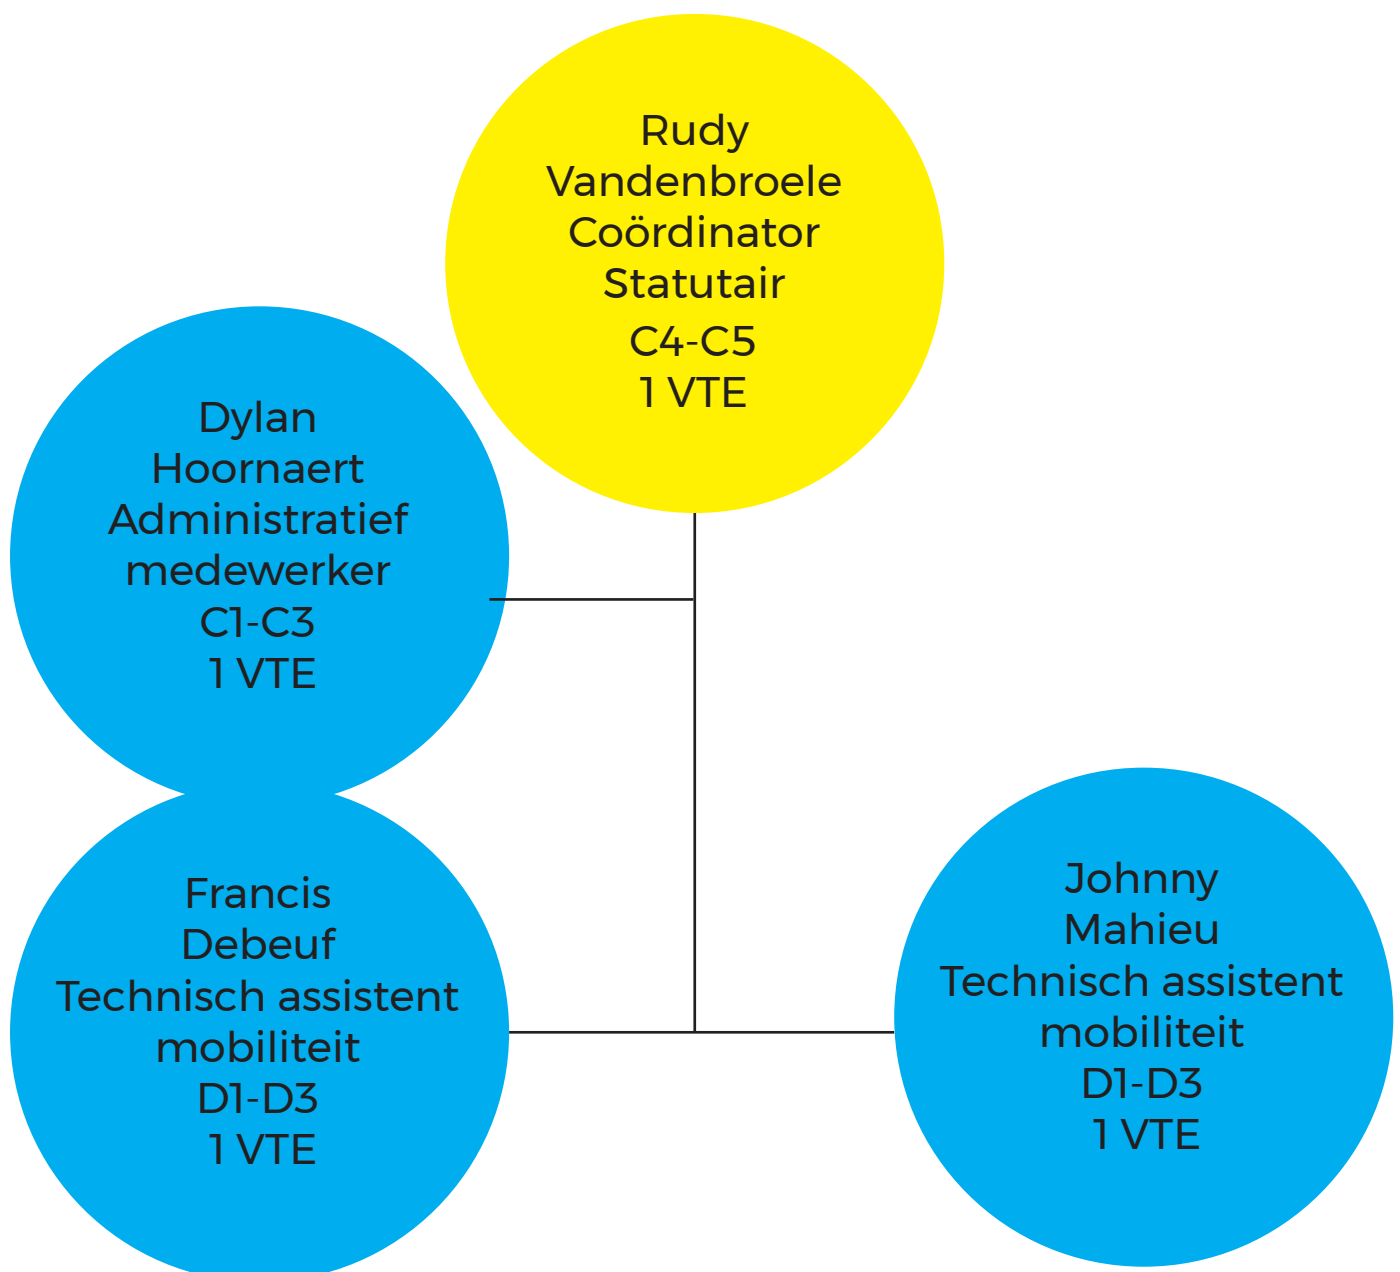 Rudy
Vandenbroele
Coördinator
Statutair
C4-C5
1 VTE
Dylan
Hoornaert
Administratief
medewerker
C1-C3
1 VTE
Francis
Debeuf
Technisch assistent
mobiliteit
D1-D3
1 VTE
Johnny
Mahieu
Technisch assistent
mobiliteit
D1-D3
1 VTE